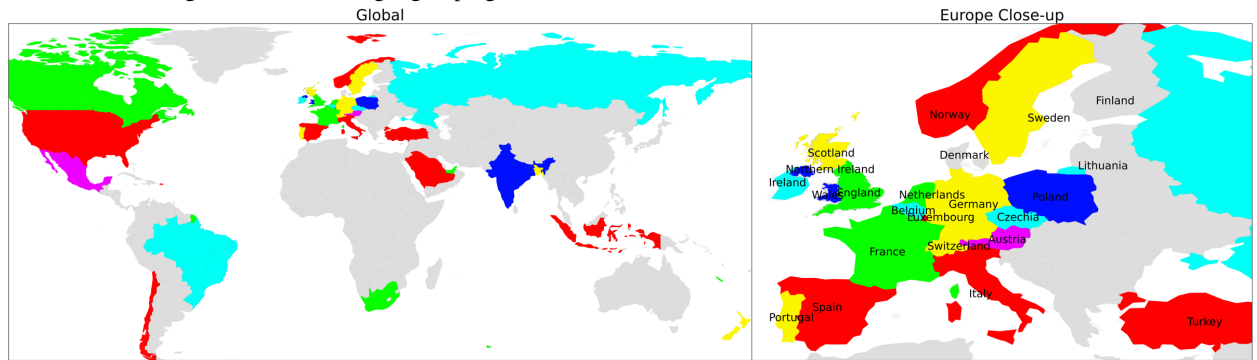 Global
Europe Close-up
Finland
Norway
Sweden
Scotland
Denmark
Lithuania
Northern Ireland
Ireland
Wales
England
Netherlands
Germany
Poland
Belgium
Luxembourg
Czechia
Austria
France
Switzerland
Italy
Spain
Portugal
Turkey